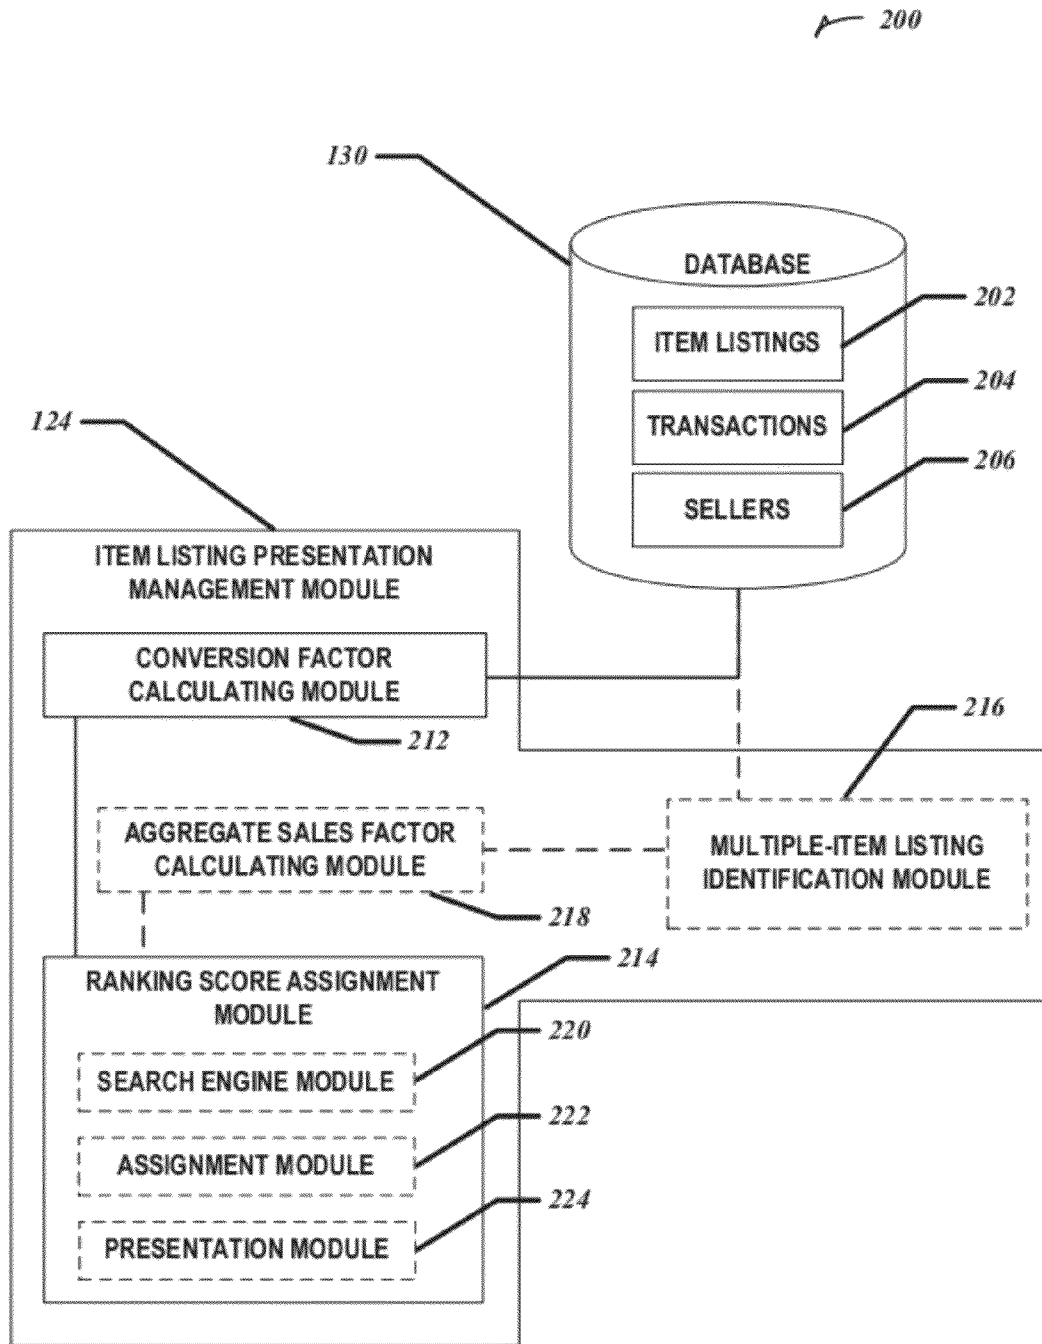 200
130
DATABASE
202
ITEM LISTINGS
204
TRANSACTIONS
124
206
SELLERS
ITEM LISTING PRESENTATION
MANAGEMENT MODULE
CONVERSION FACTOR
CALCULATING MODULE
212
216
AGGREGATE SALES FACTOR
CALCULATING MODULE
MULTIPLE-ITEM LISTING
IDENTIFICATION MODULE
218
214
RANKING SCORE ASSIGNMENT
MODULE
220
SEARCH ENGINE MODULE
222
ASSIGNMENT MODULE
224
PRESENTATION MODULE